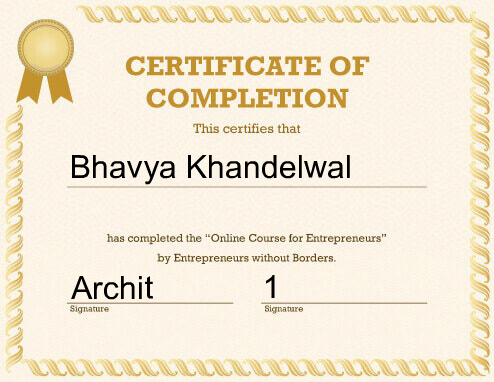 CERTIFICATE OF
COMPLETION
This certifies that
Bhavya Khandelwal
has completed the “Online Course for Entrepreneurs”
by Entrepreneurs without Borders.
Archit 1
Signature Signature